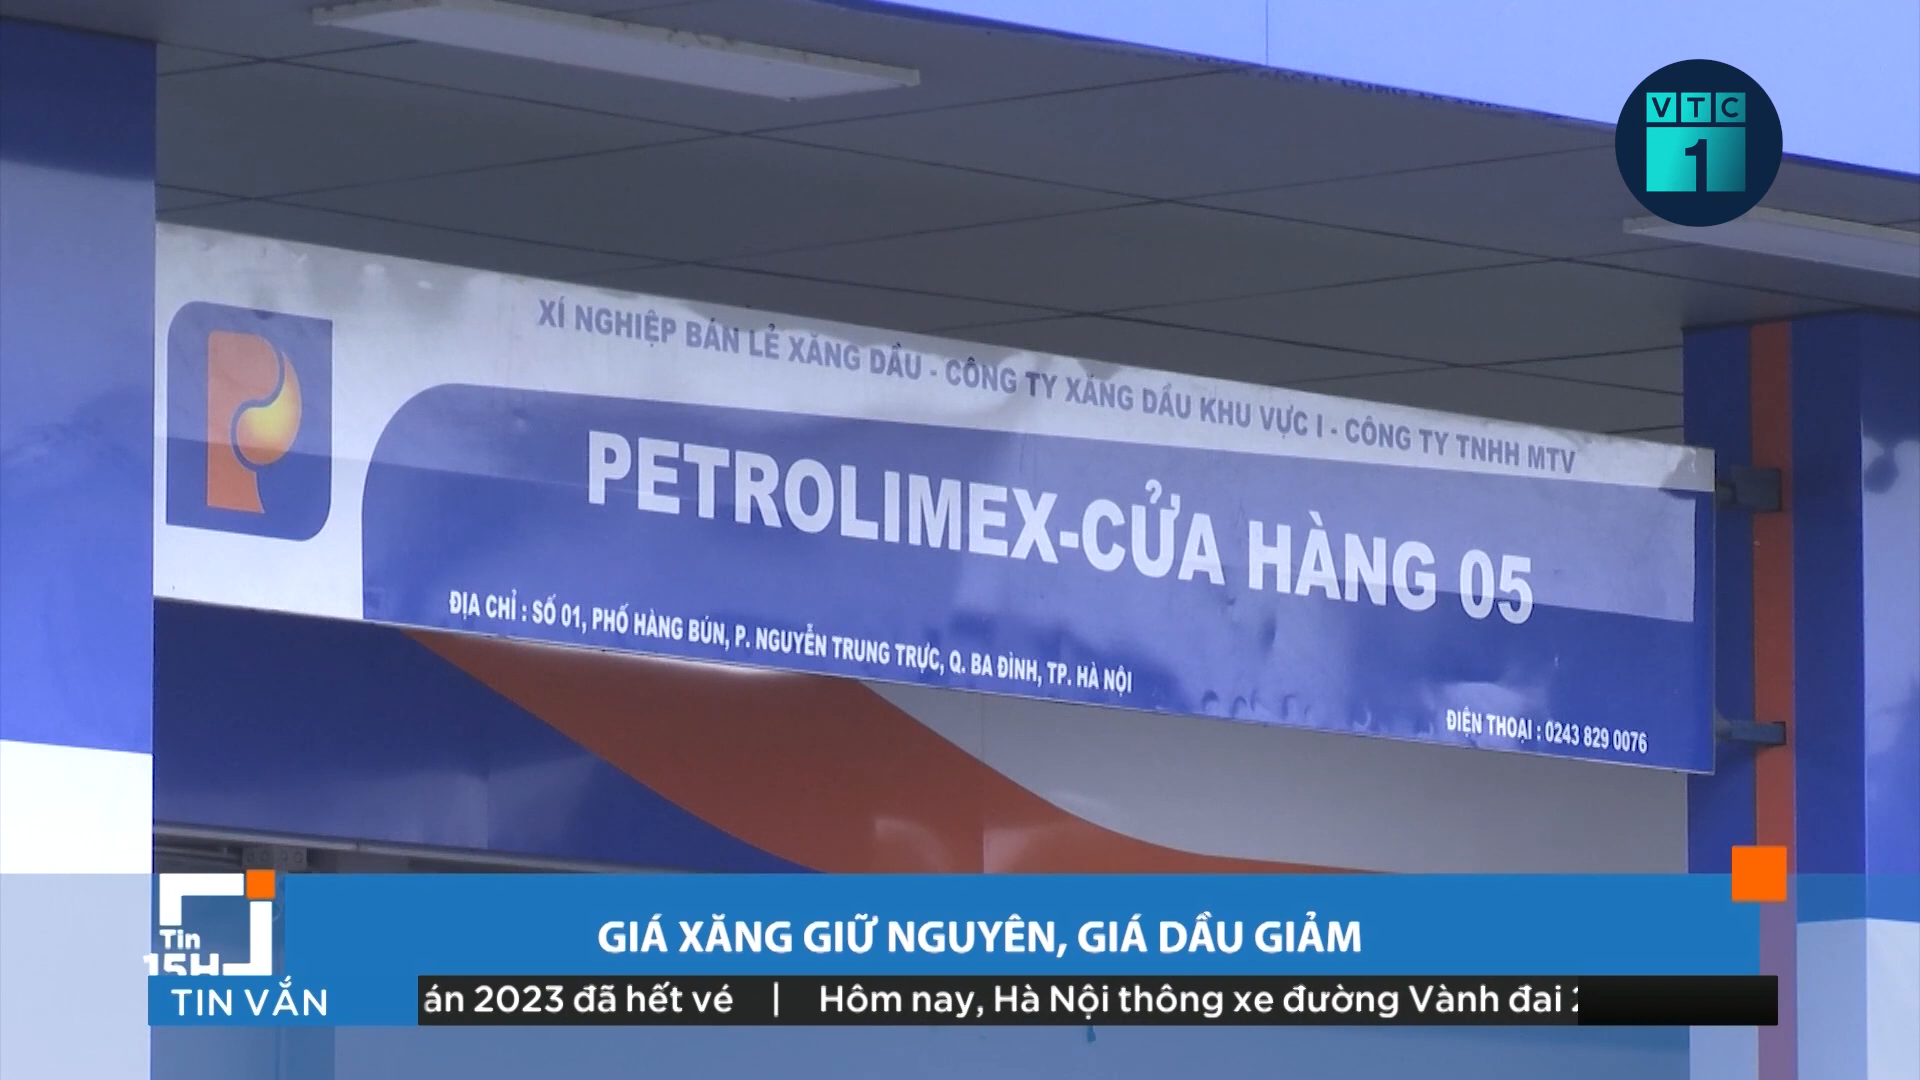 VTC
1
XÍ NGHIỆP BÁN LẺ XĂNG DẦU - CÔNG TY XĂNG DẦU KHU VỰC I - CÔNG TY TNHH MTV
PETROLIMEX-CỬA HÀNG 05
ĐỊA CHỈ : SỐ 01, PHỐ HÀNG BÚN, P. NGUYỄN TRUNG TRỰC, Q. BA ĐÌNH, TP. HÀ NỘI
ĐIỆN THOẠI : 0243 829 0076
GIÁ XĂNG GIỮ NGUYÊN, GIÁ DẦU GIẢM
Tin
15H
TIN VẮN
án 2023 đã hết vé | Hôm nay, Hà Nội thông xe đường Vành đai